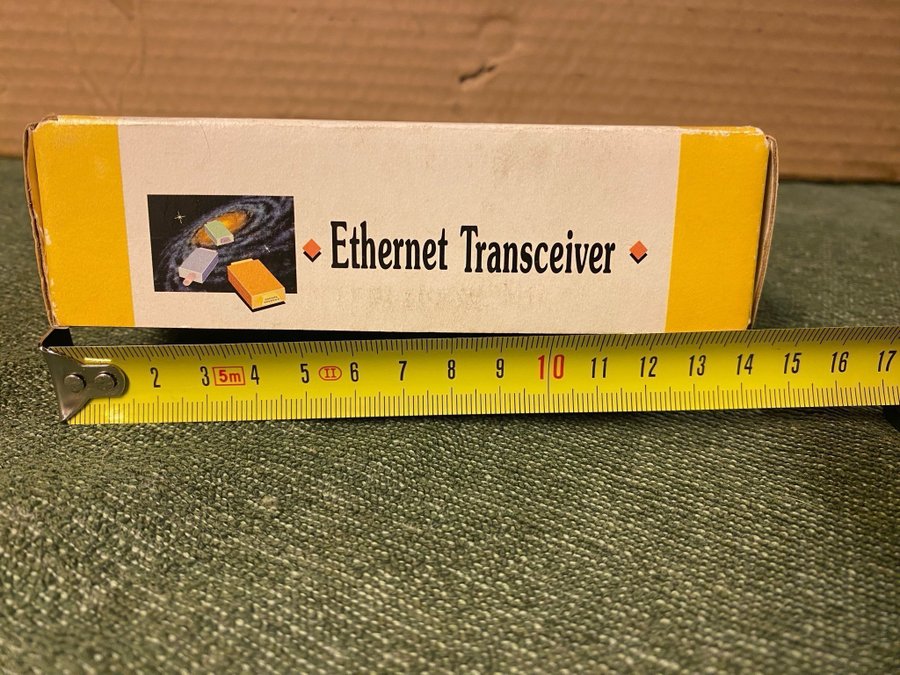 Ethernet Transceiver
2 3 5m 4 5 II 6 7 8 9 10 11 12 13 14 15 16 17